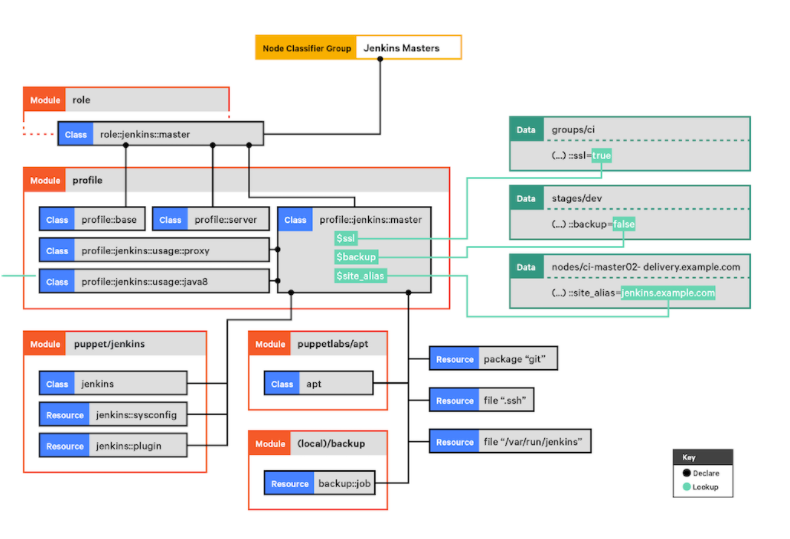 Node Classifier Group Jenkins Masters
Module role
Class role::jenkins::master
Module profile
Class profile::base
Class profile::server
Class profile::jenkins::master
$ssl
$backup
$site_alias
Class profile::jenkins::usage::proxy
Class profile::jenkins::usage::java8
Data groups/ci
(...) ::ssl=true
Data stages/dev
(...) ::backup=false
Data nodes/ci-master02- delivery.example.com
(...) ::site_alias=jenkins.example.com
Module puppet/jenkins
Class jenkins
Resource jenkins::sysconfig
Resource jenkins::plugin
Module puppetlabs/apt
Class apt
Module (local)/backup
Resource backup::job
Resource package “git”
Resource file “.ssh”
Resource file “/var/run/jenkins”
Key
Declare
Lookup